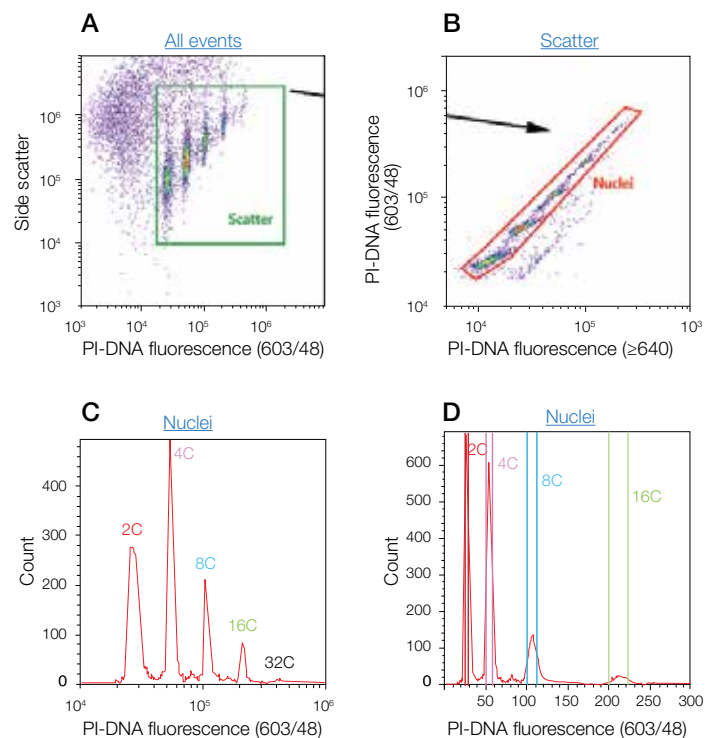 A
All events
Side scatter
10⁶
10⁵
10⁴
10³
Scatter
10³
10⁴
10⁵
10⁶
PI-DNA fluorescence (603/48)
B
Scatter
PI-DNA fluorescence
(603/48)
10⁶
10⁵
10⁴
Nuclei
10⁴
10⁵
10³
PI-DNA fluorescence (≥640)
C
Nuclei
Count
400
300
200
100
0
2C
4C
8C
16C
32C
10⁴
10⁵
10⁶
PI-DNA fluorescence (603/48)
D
Nuclei
Count
600
500
400
300
200
100
0
2C
4C
8C
16C
50
100
150
200
250
300
PI-DNA fluorescence (603/48)